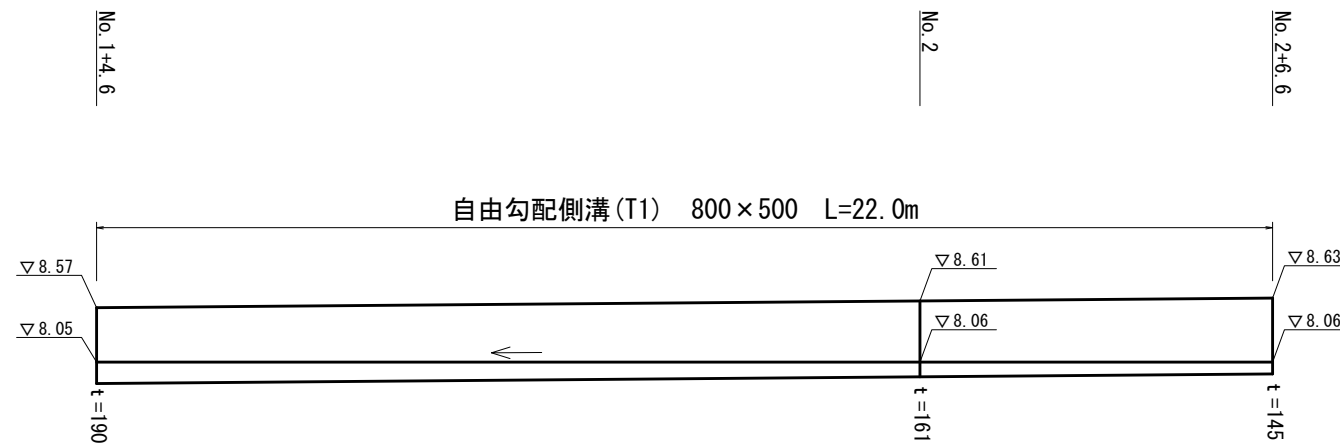 No. 1+4. 6
No. 2
No. 2+6. 6
自由勾配側溝(T1) 800×500 L=22. 0m
▽8. 57
▽8. 61
▽8. 63
▽8. 05
▽8. 06
▽8. 06
t =190
t =161
t =145